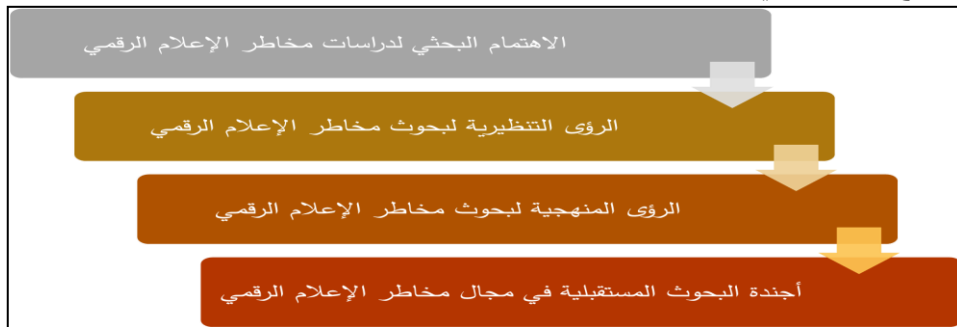 الاهتمام البحثي لدراسات مخاطر الإعلام الرقمي
الرؤى التنظيرية لبحوث مخاطر الإعلام الرقمي
الرؤى المنهجية لبحوث مخاطر الإعلام الرقمي
أجندة البحوث المستقبلية في مجال مخاطر الإعلام الرقمي